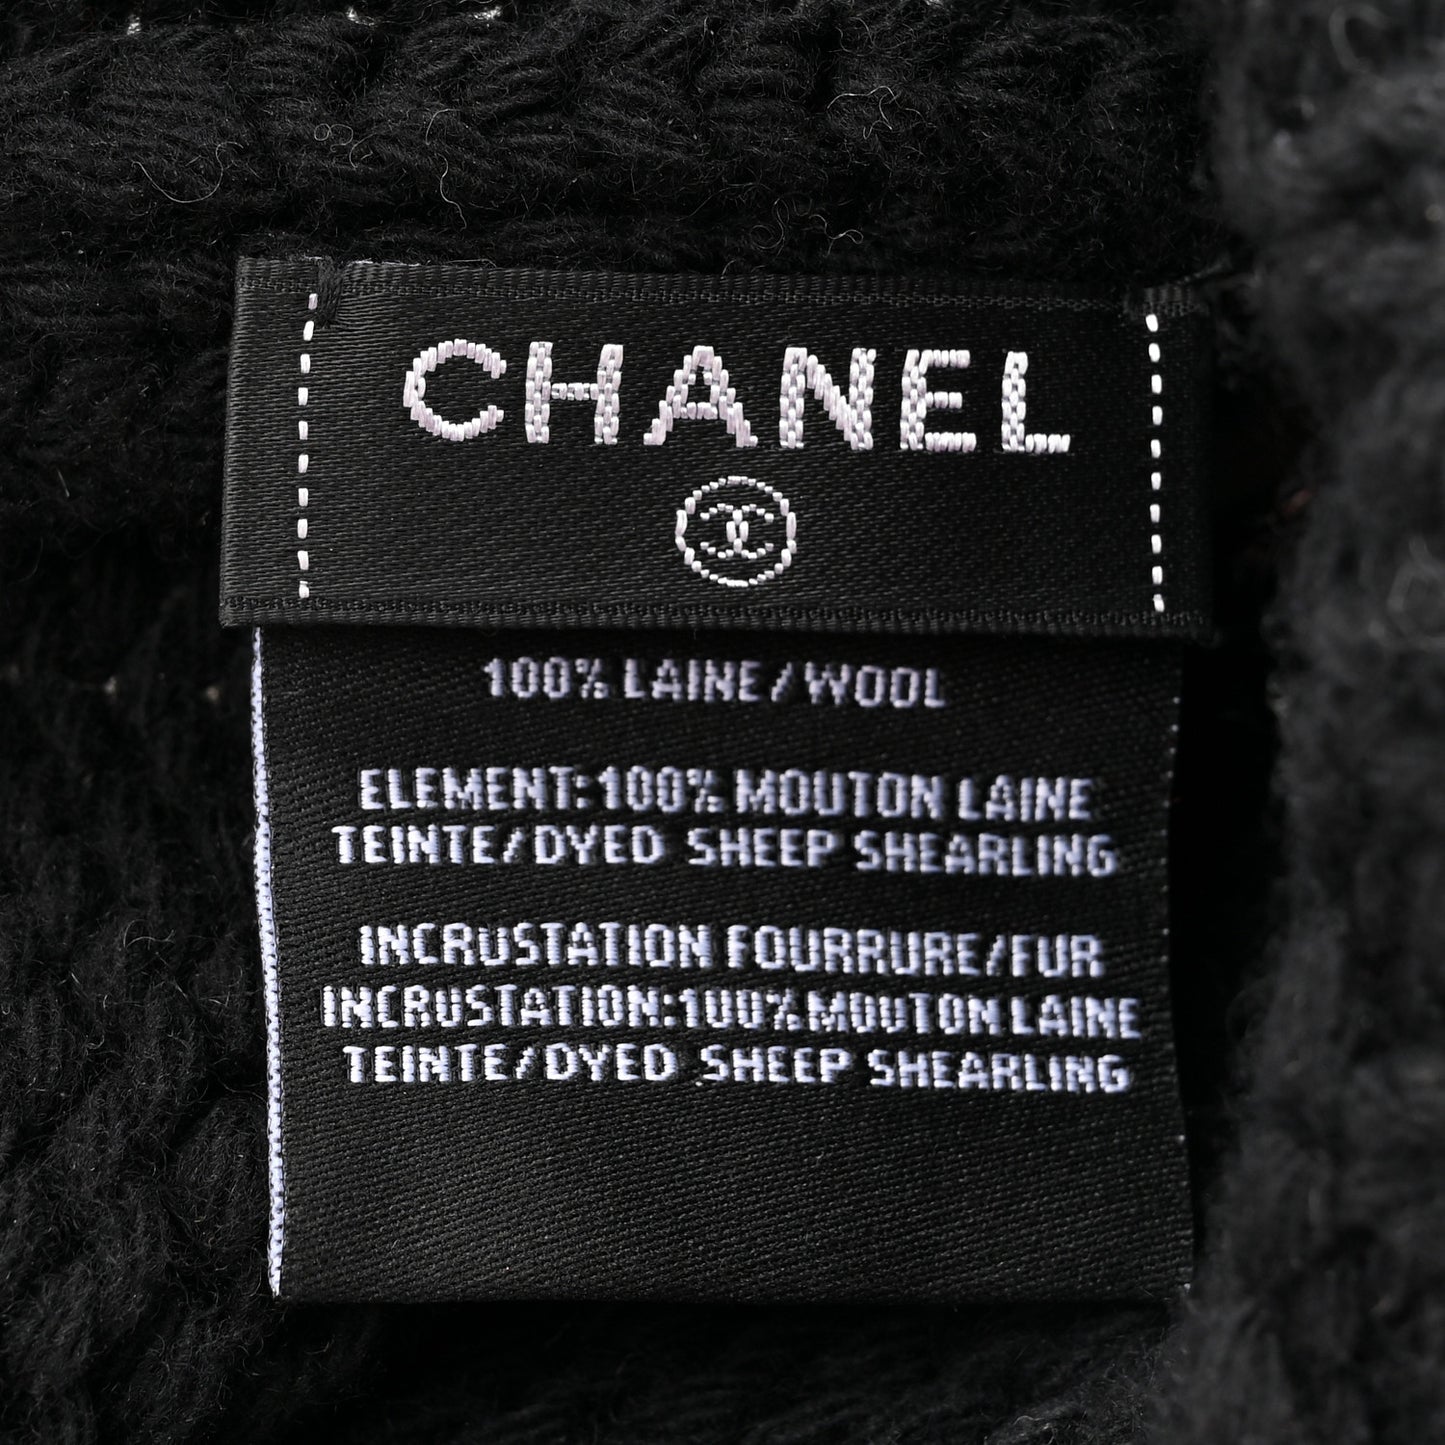 CHANEL
100% LAINE/WOOL
ELEMENT:100% MOUTON LAINE
TEINTE/DYED SHEEP SHEARLING
INCRUSTATION FOURRURE/FUR
INCRUSTATION:100% MOUTON LAINE
TEINTE/DYED SHEEP SHEARLING